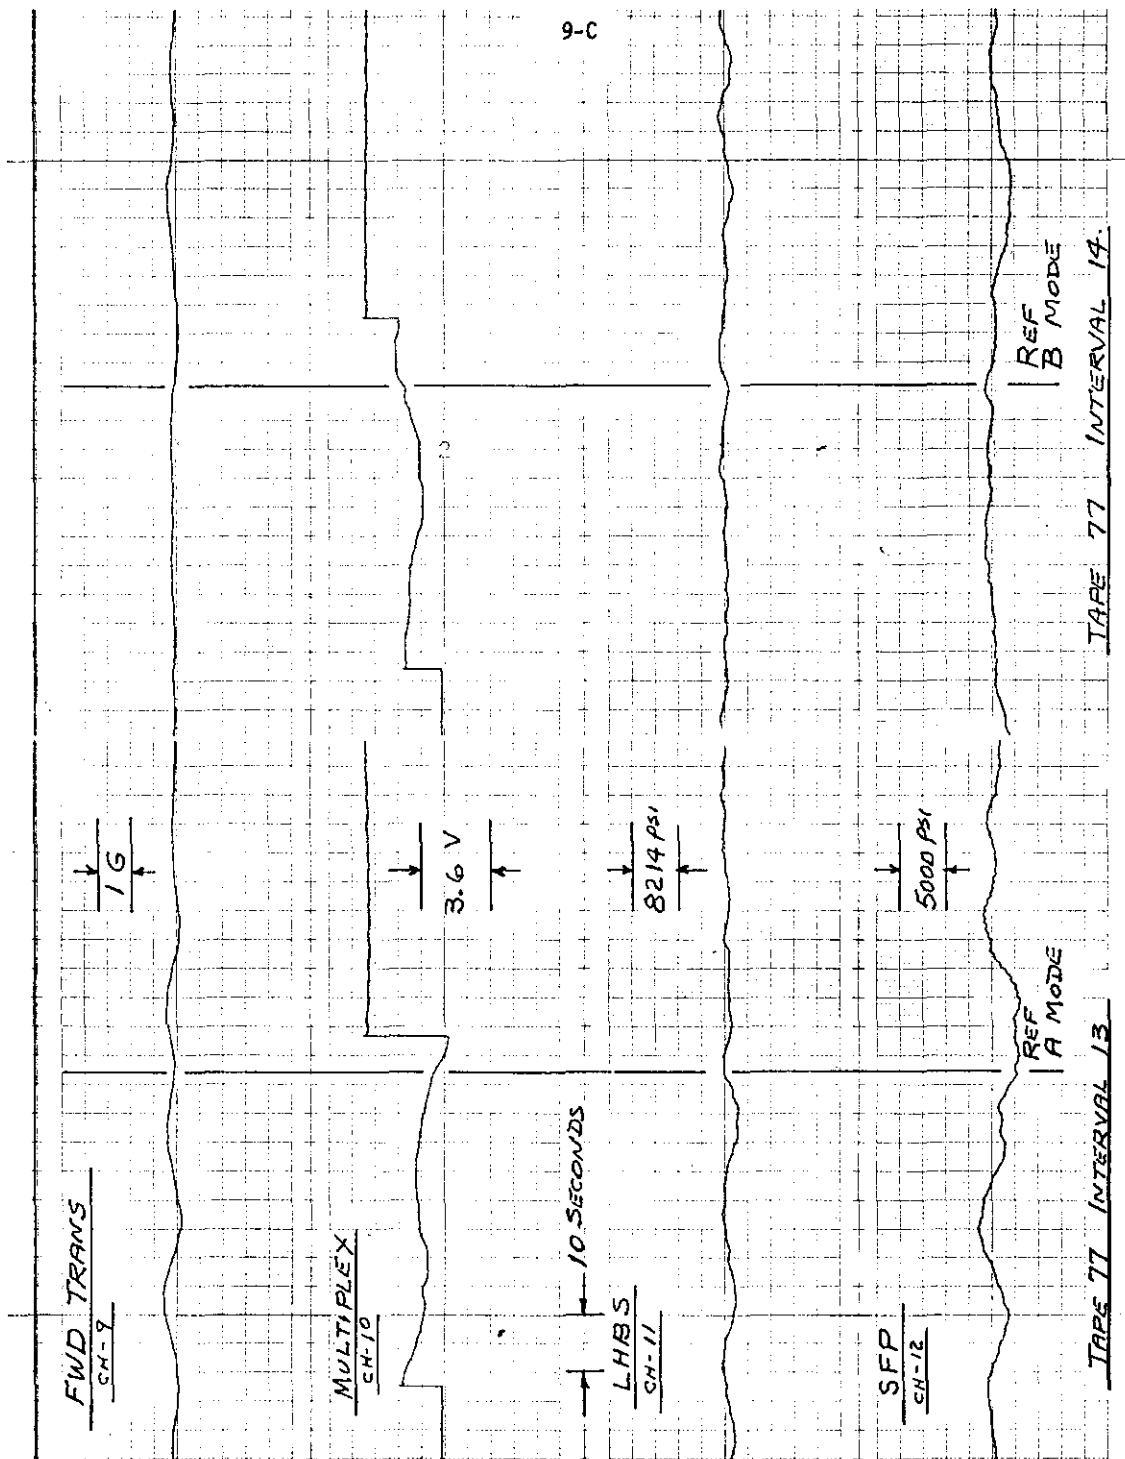 9-C
FWD TRANS
CH-9
1 G
MULTIPLEX
CH-10
3.6 V
10 SECONDS
LHBS
CH-11
8214 PSI
SFP
CH-12
5000 PSI
REF
A MODE
REF
B MODE
TAPE 77 INTERVAL 13
TAPE 77 INTERVAL 14.